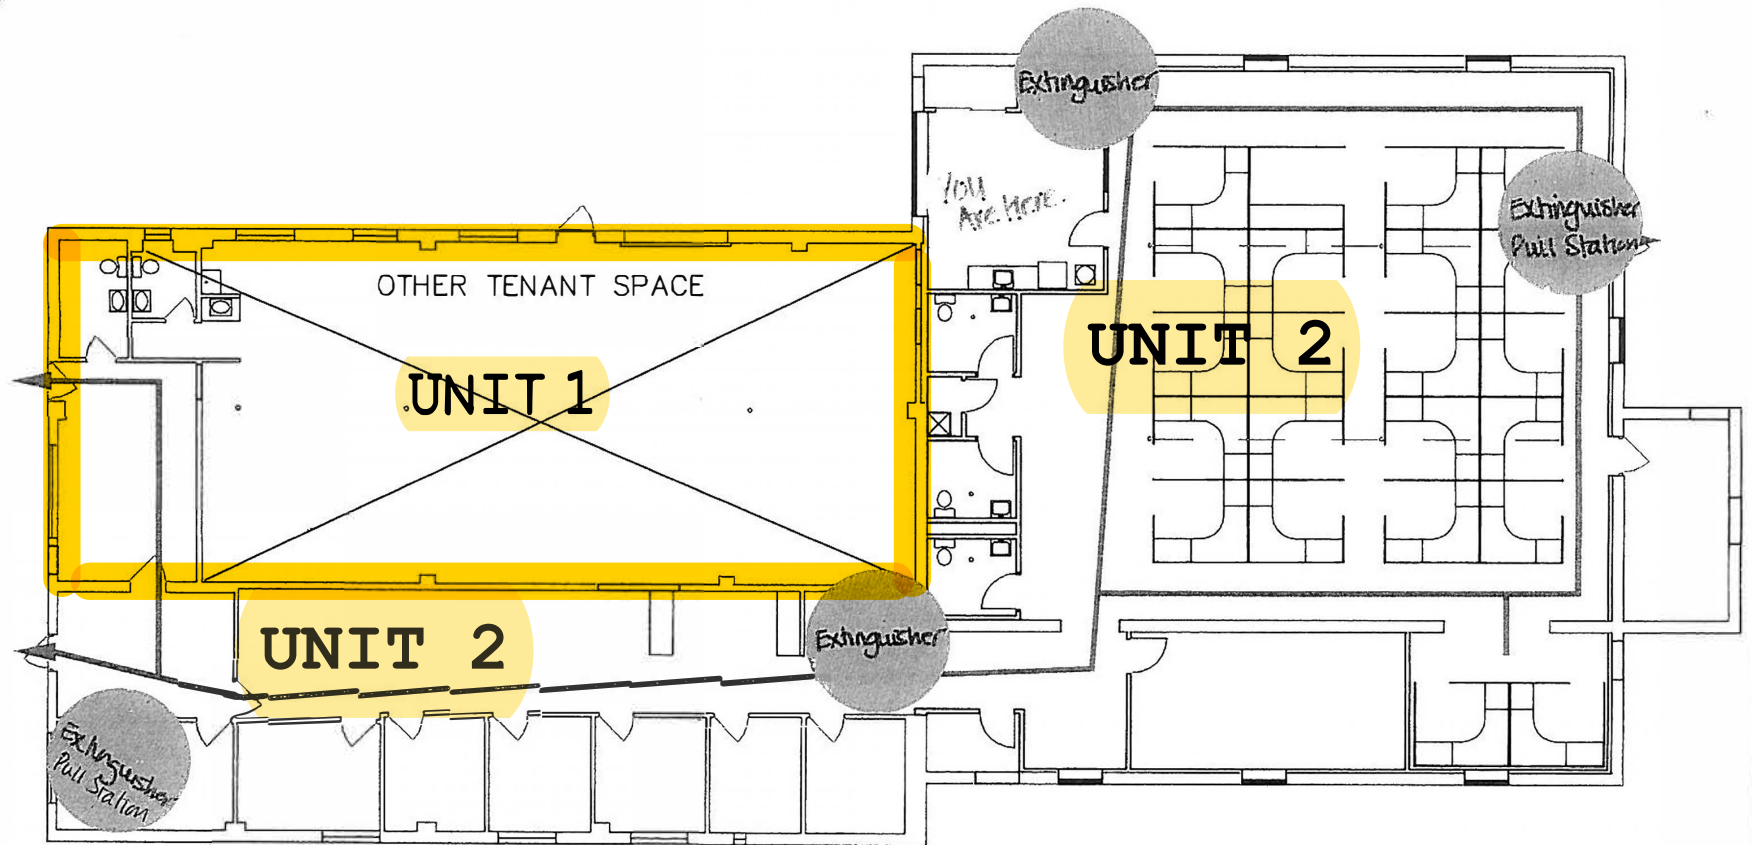 Extinguisher
You
Are Here.
Extinguisher
Pull Station
OTHER TENANT SPACE
UNIT 2
UNIT 1
UNIT 2
Extinguisher
Extinguisher
Pull Station